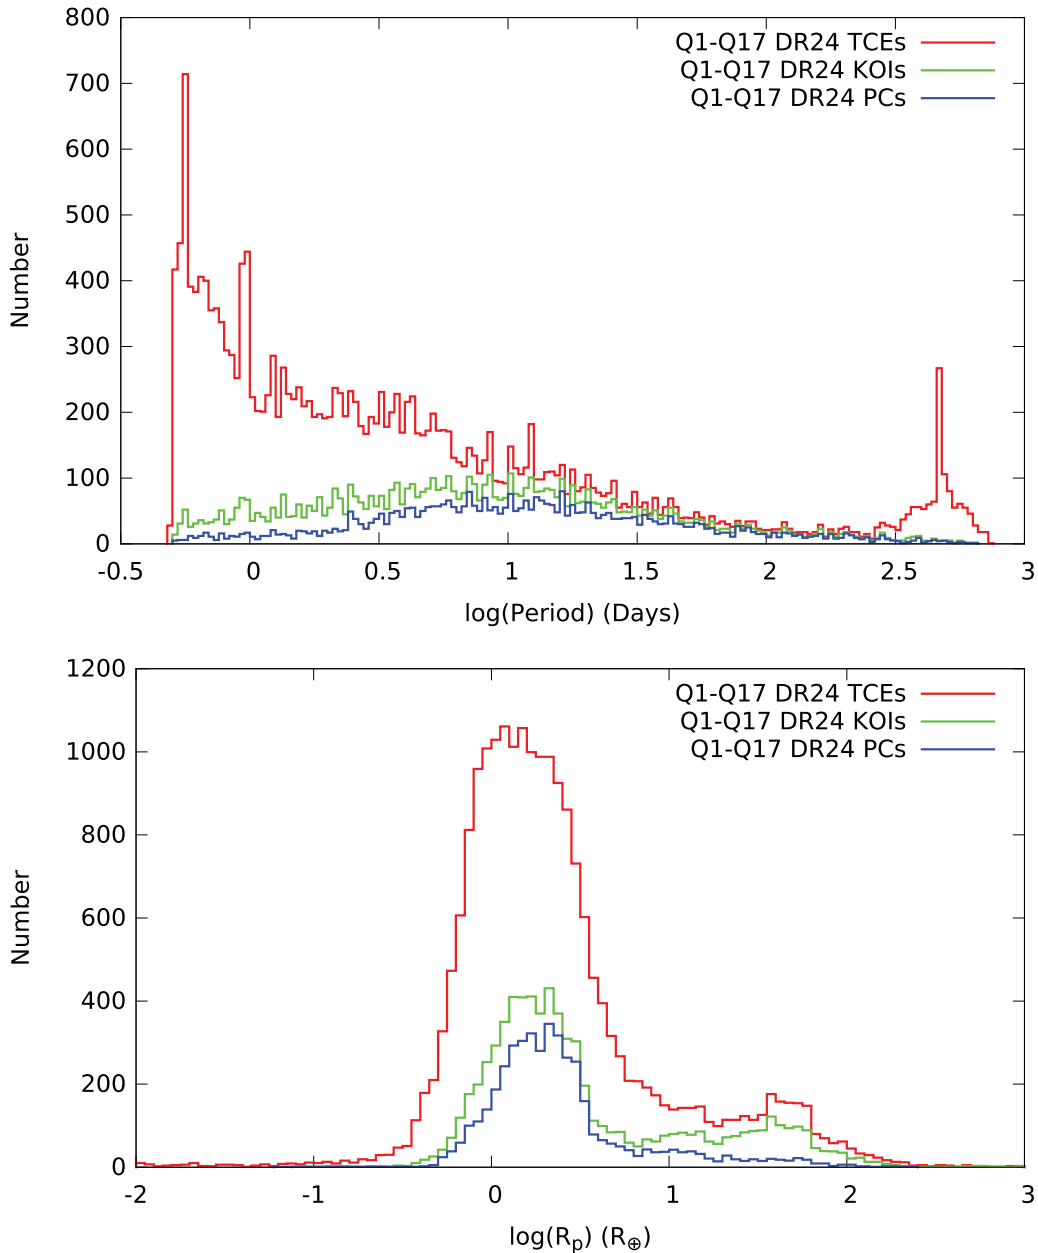 800
700
600
500
400
300
200
100
0
Number
-0.5 0 0.5 1 1.5 2 2.5 3
log(Period) (Days)
Q1-Q17 DR24 TCEs
Q1-Q17 DR24 KOIs
Q1-Q17 DR24 PCs
1200
1000
800
600
400
200
0
Number
-2 -1 0 1 2 3
log(Rₚ) (R⊕)
Q1-Q17 DR24 TCEs
Q1-Q17 DR24 KOIs
Q1-Q17 DR24 PCs